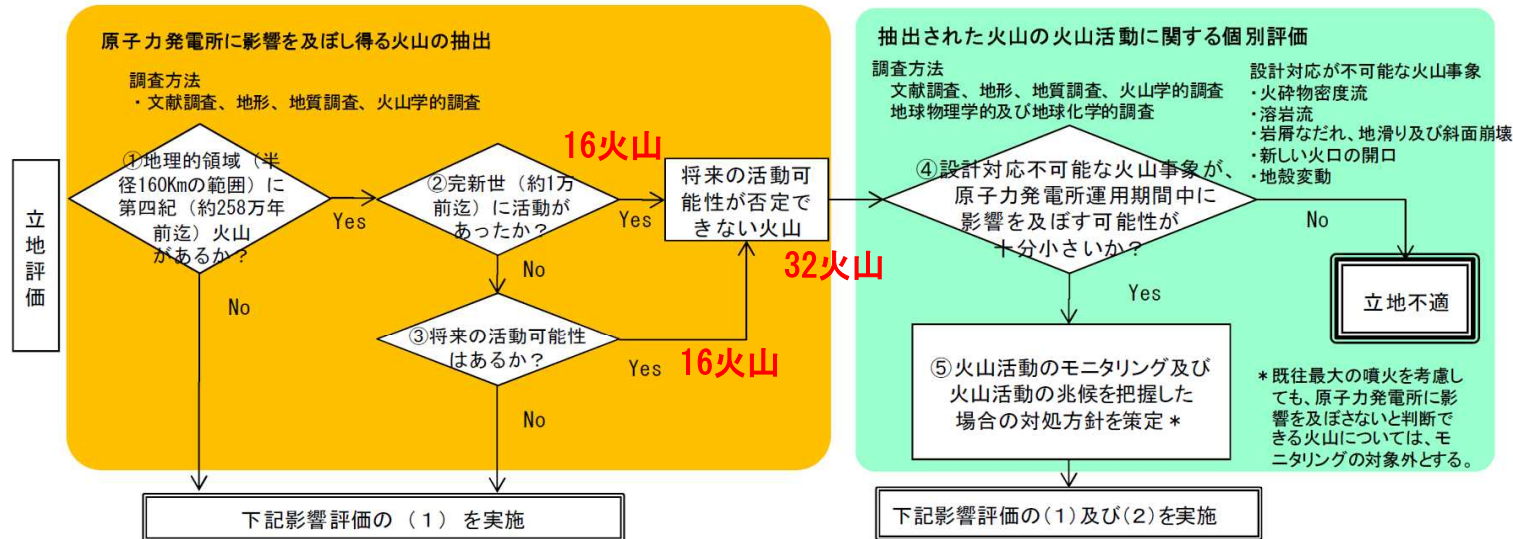 立地評価
原子力発電所に影響を及ぼし得る火山の抽出
調査方法
・文献調査、地形、地質調査、火山学的調査
①地理的領域（半
径160Kmの範囲）に
第四紀（約258万年
前迄）火山
があるか？
Yes
No
②完新世（約1万
前迄）に活動が
あったか？
16火山
Yes
No
③将来の活動可能性
はあるか？
Yes
16火山
No
将来の活動可
能性が否定で
きない火山
32火山
下記影響評価の（1）を実施
抽出された火山の火山活動に関する個別評価
調査方法
文献調査、地形、地質調査、火山学的調査
地球物理学的及び地球化学的調査
設計対応が不可能な火山事象
・火砕物密度流
・溶岩流
・岩屑なだれ、地滑り及び斜面崩壊
・新しい火口の開口
・地殻変動
④設計対応不可能な火山事象が、
原子力発電所運用期間中に
影響を及ぼす可能性が
十分小さいか？
No
Yes
立地不適
⑤火山活動のモニタリング及び
火山活動の兆候を把握した
場合の対処方針を策定＊
＊既往最大の噴火を考慮し
ても、原子力発電所に影
響を及ぼさないと判断で
きる火山については、モ
ニタリングの対象外とする。
下記影響評価の(1)及び(2)を実施